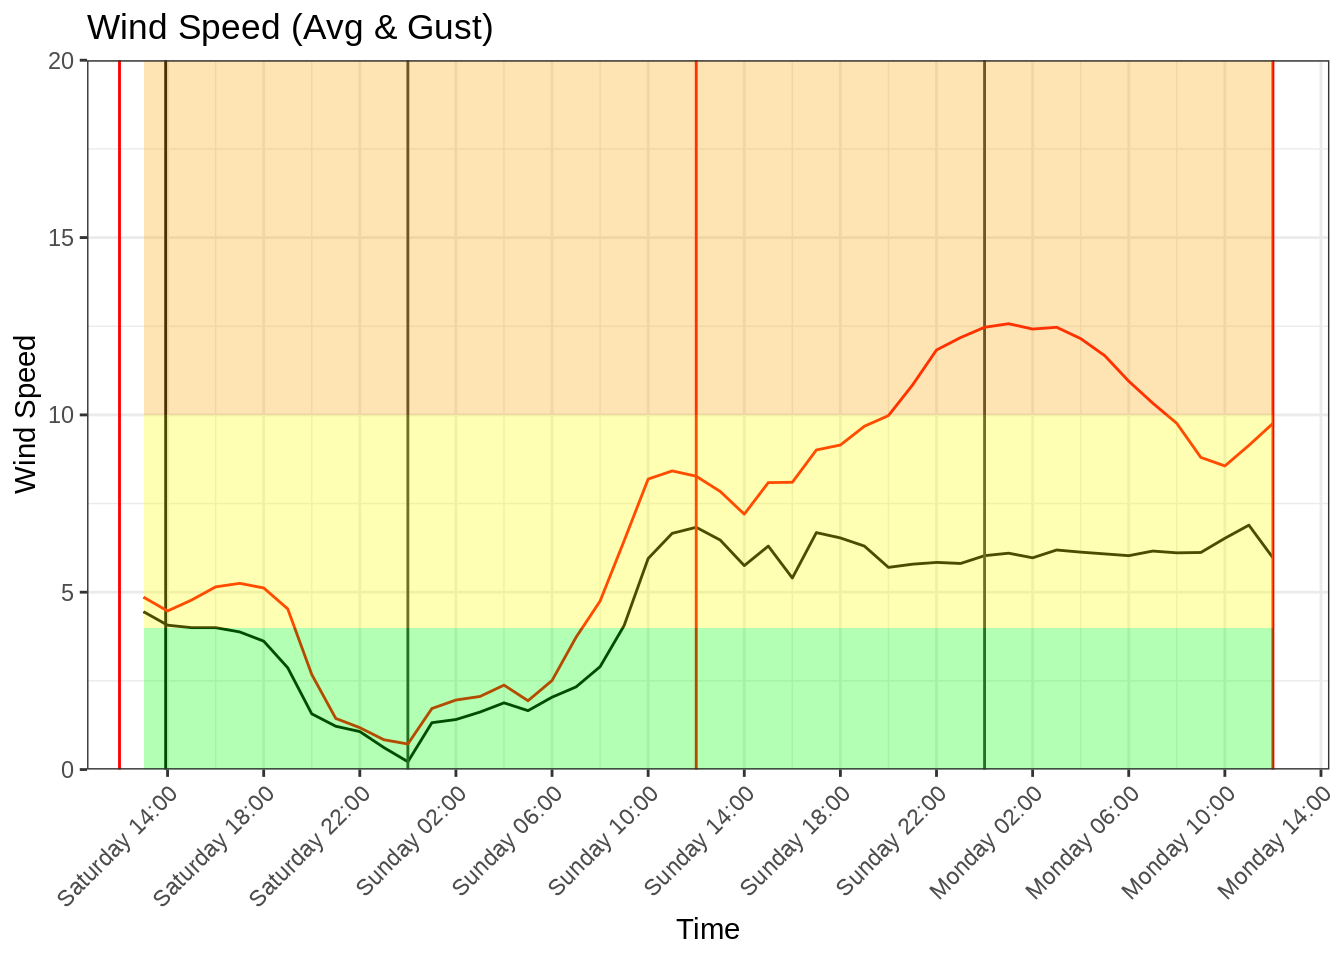 Wind Speed (Avg & Gust)
20
15
10
5
0
Wind Speed
Saturday 14:00
Saturday 18:00
Saturday 22:00
Sunday 02:00
Sunday 06:00
Sunday 10:00
Sunday 14:00
Sunday 18:00
Sunday 22:00
Monday 02:00
Monday 06:00
Monday 10:00
Monday 14:00
Time